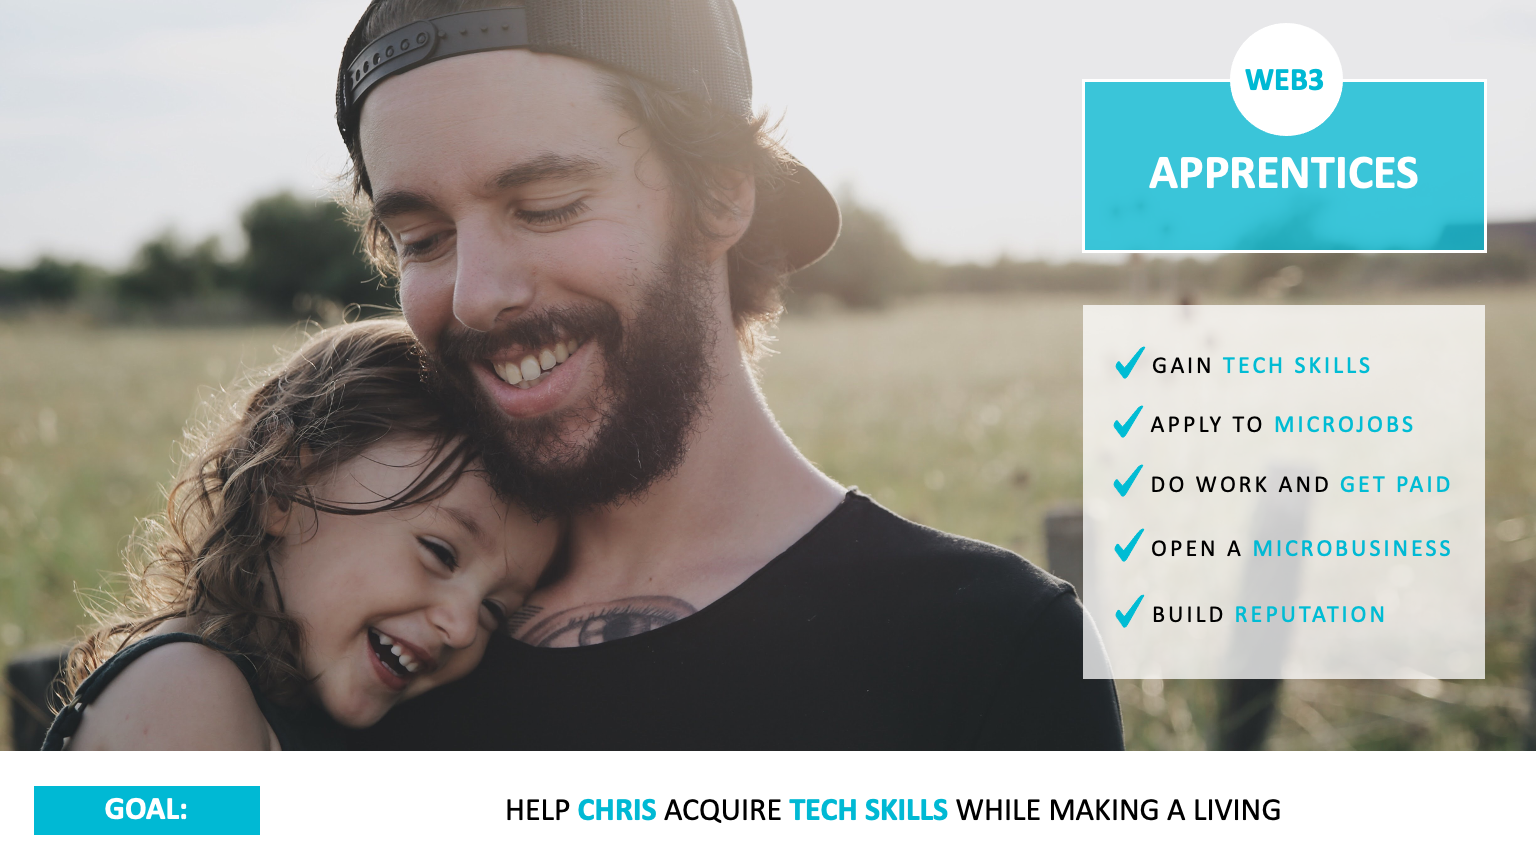 WEB3
APPRENTICES
GAIN TECH SKILLS
APPLY TO MICROJOBS
DO WORK AND GET PAID
OPEN A MICROBUSINESS
BUILD REPUTATION
GOAL:
HELP CHRIS ACQUIRE TECH SKILLS WHILE MAKING A LIVING